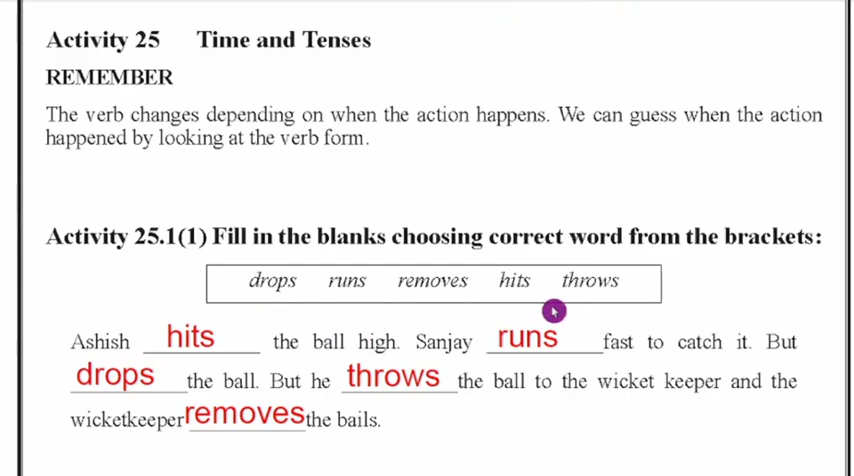 Activity 25 Time and Tenses
REMEMBER
The verb changes depending on when the action happens. We can guess when the action
happened by looking at the verb form.
Activity 25.1(1) Fill in the blanks choosing correct word from the brackets:
drops runs removes hits throws
Ashish hits the ball high. Sanjay runs fast to catch it. But
drops the ball. But he throws the ball to the wicket keeper and the
wicketkeeper removes the bails.